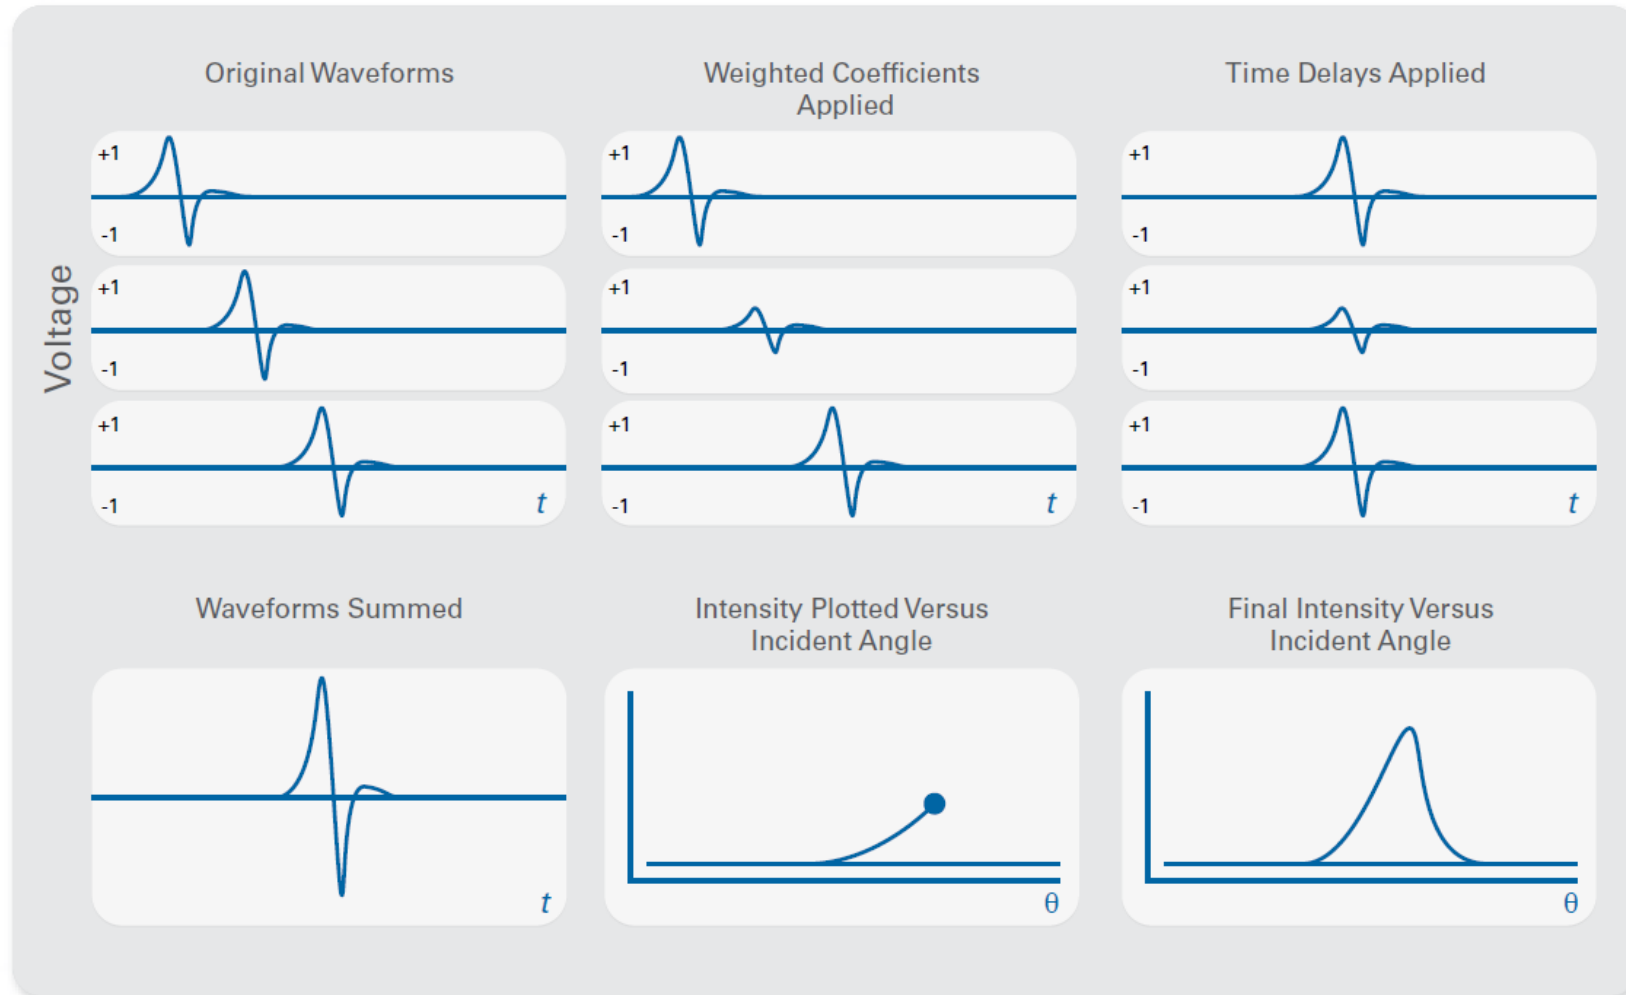 Original Waveforms
Weighted Coefficients
Applied
Time Delays Applied
Voltage
+1
-1
+1
-1
+1
-1
t
+1
-1
+1
-1
+1
-1
t
+1
-1
+1
-1
+1
-1
t
Waveforms Summed
Intensity Plotted Versus
Incident Angle
Final Intensity Versus
Incident Angle
t
θ
θ